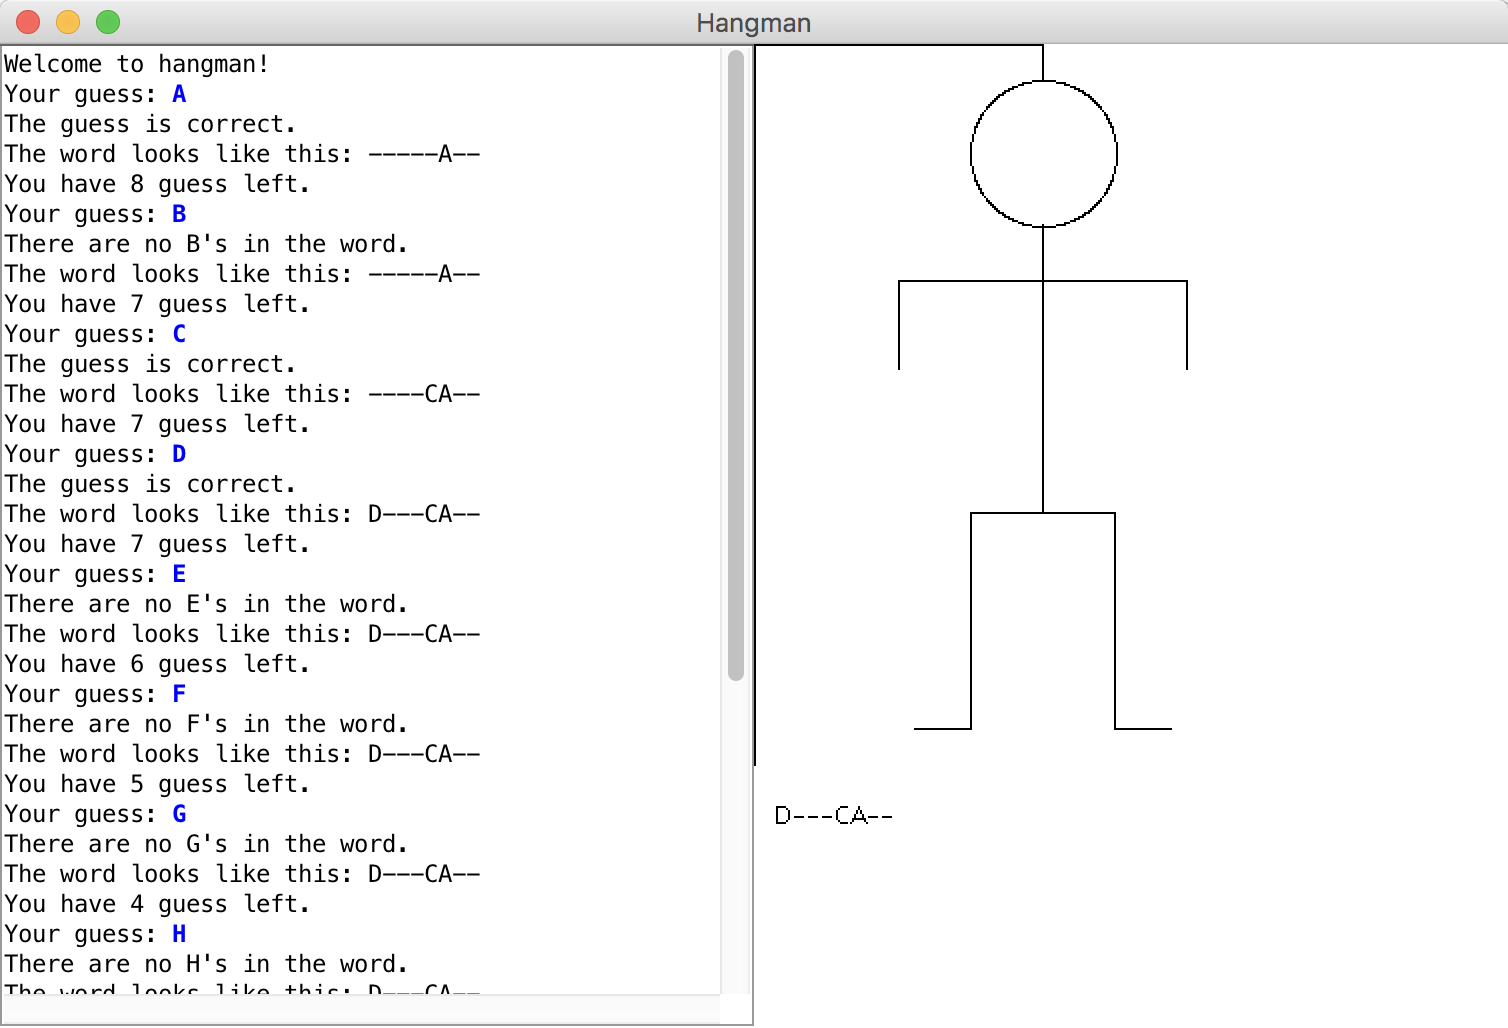 Hangman
Welcome to hangman!
Your guess: A
The guess is correct.
The word looks like this: -----A--
You have 8 guess left.
Your guess: B
There are no B's in the word.
The word looks like this: -----A--
You have 7 guess left.
Your guess: C
The guess is correct.
The word looks like this: ----CA--
You have 7 guess left.
Your guess: D
The guess is correct.
The word looks like this: D---CA--
You have 7 guess left.
Your guess: E
There are no E's in the word.
The word looks like this: D---CA--
You have 6 guess left.
Your guess: F
There are no F's in the word.
The word looks like this: D---CA--
You have 5 guess left.
Your guess: G
There are no G's in the word.
The word looks like this: D---CA--
You have 4 guess left.
Your guess: H
There are no H's in the word.
The word looks like this: D---CA--
D---CA--